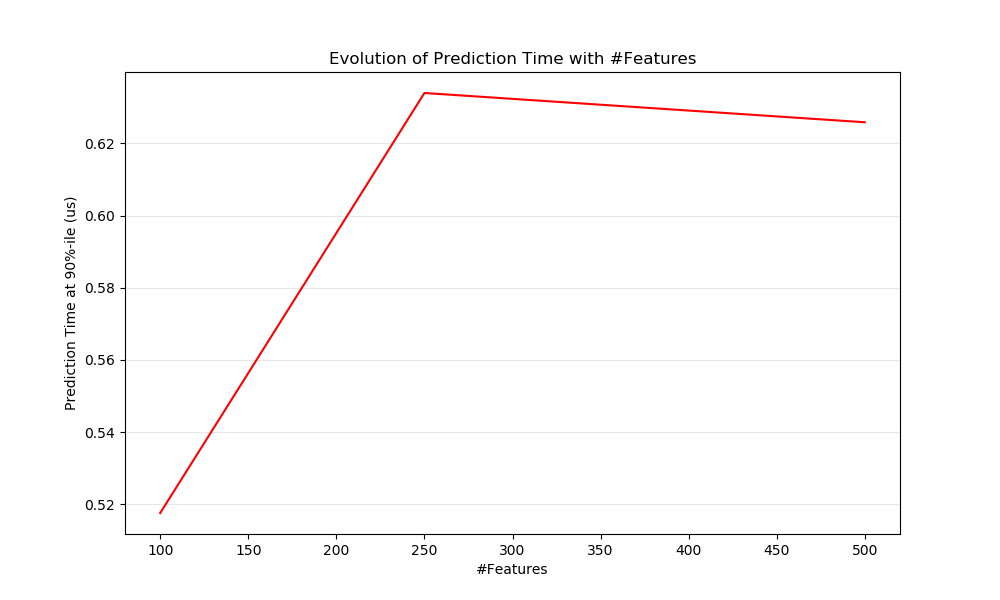 Evolution of Prediction Time with #Features
Prediction Time at 90%-ile (us)
0.62
0.60
0.58
0.56
0.54
0.52
100 150 200 250 300 350 400 450 500
#Features